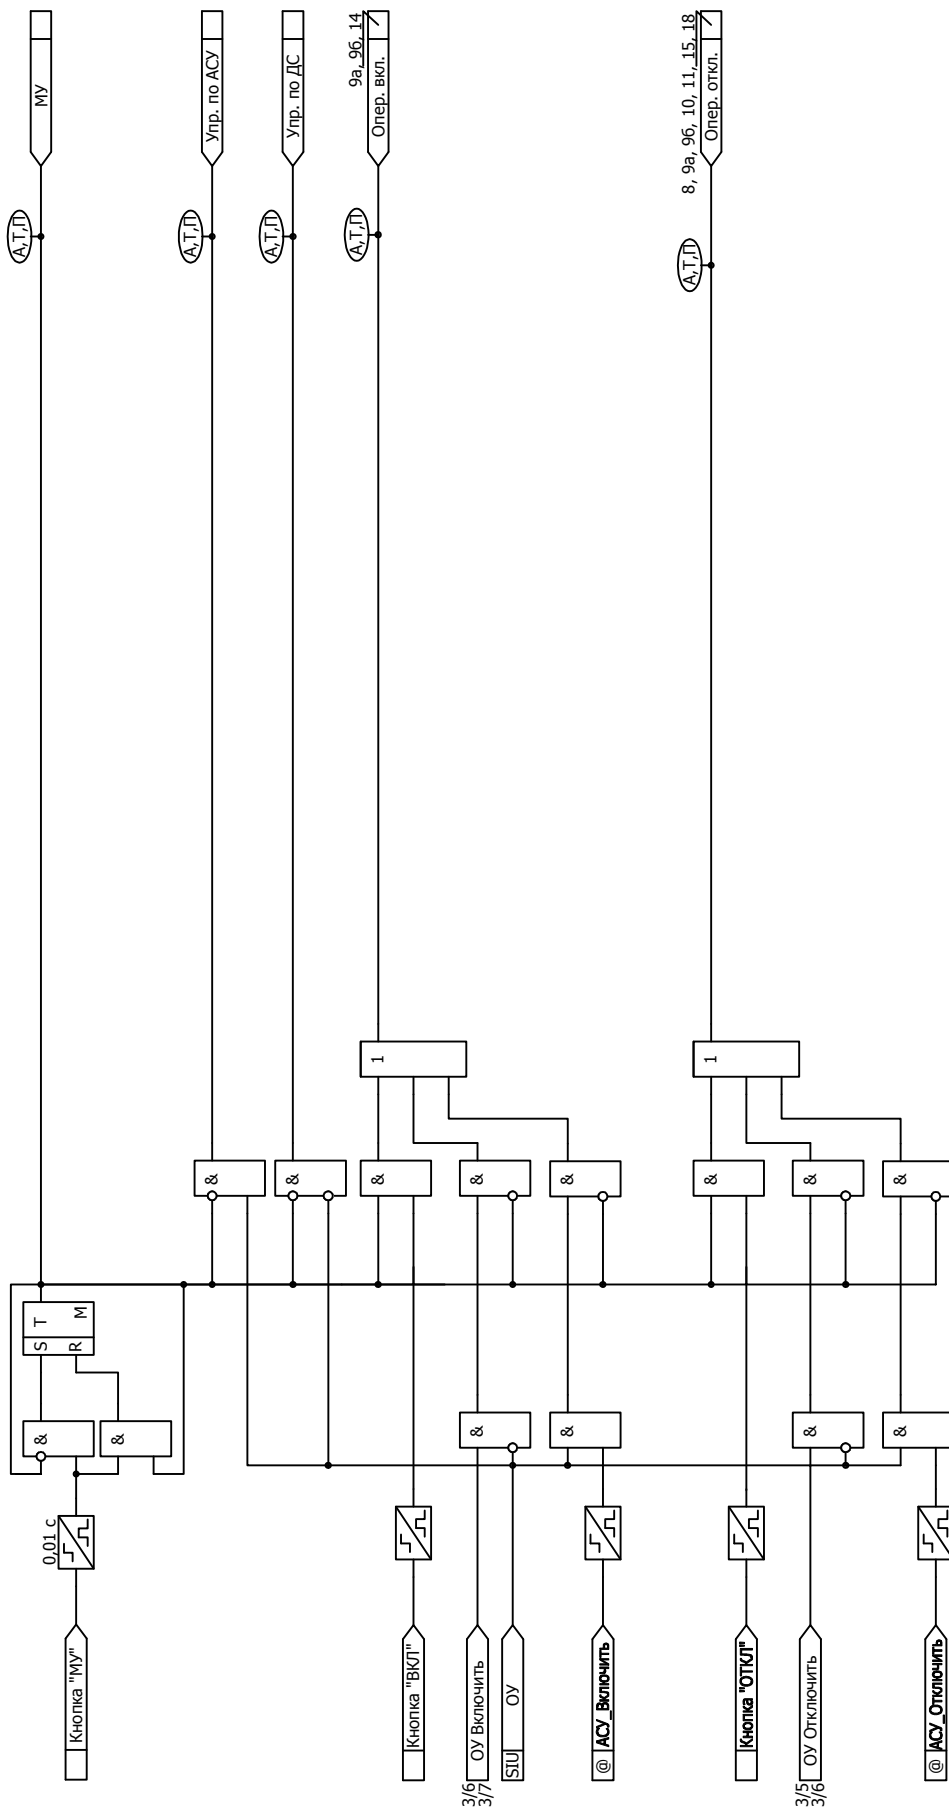 МУ
Упр. по АСУ
Упр. по ДС
9а, 9б, 14
Опер. вкл.
8, 9а, 9б, 10, 11, 15, 18
Опер. откл.
А,Т,П
А,Т,П
А,Т,П
А,Т,П
А,Т,П
1
1
&
&
&
&
&
&
&
&
T
M
S
R
&
&
&
&
&
&
0,01 с
Кнопка "МУ"
Кнопка "ВКЛ"
3/6
3/7
ОУ Включить
SIU
ОУ
@
АСУ_Включить
Кнопка "ОТКЛ"
3/5
3/6
ОУ Отключить
@
АСУ_Отключить